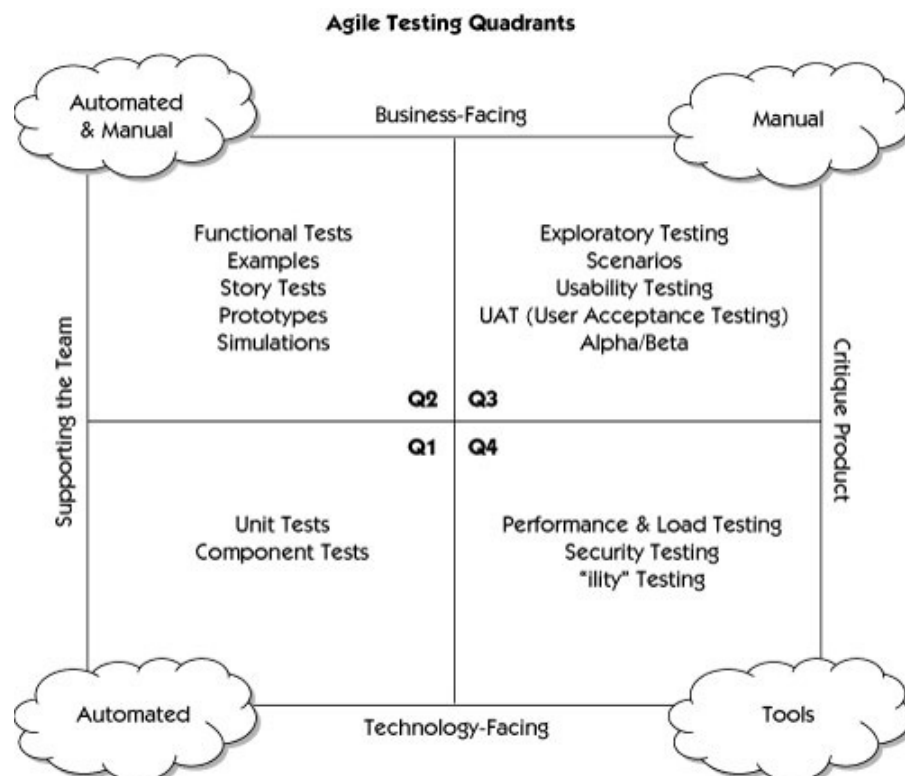 Agile Testing Quadrants
Automated
& Manual
Business-Facing
Manual
Functional Tests
Examples
Story Tests
Prototypes
Simulations
Exploratory Testing
Scenarios
Usability Testing
UAT (User Acceptance Testing)
Alpha/Beta
Supporting the Team
Critique Product
Q2
Q3
Q1
Q4
Unit Tests
Component Tests
Performance & Load Testing
Security Testing
"ility" Testing
Automated
Technology-Facing
Tools